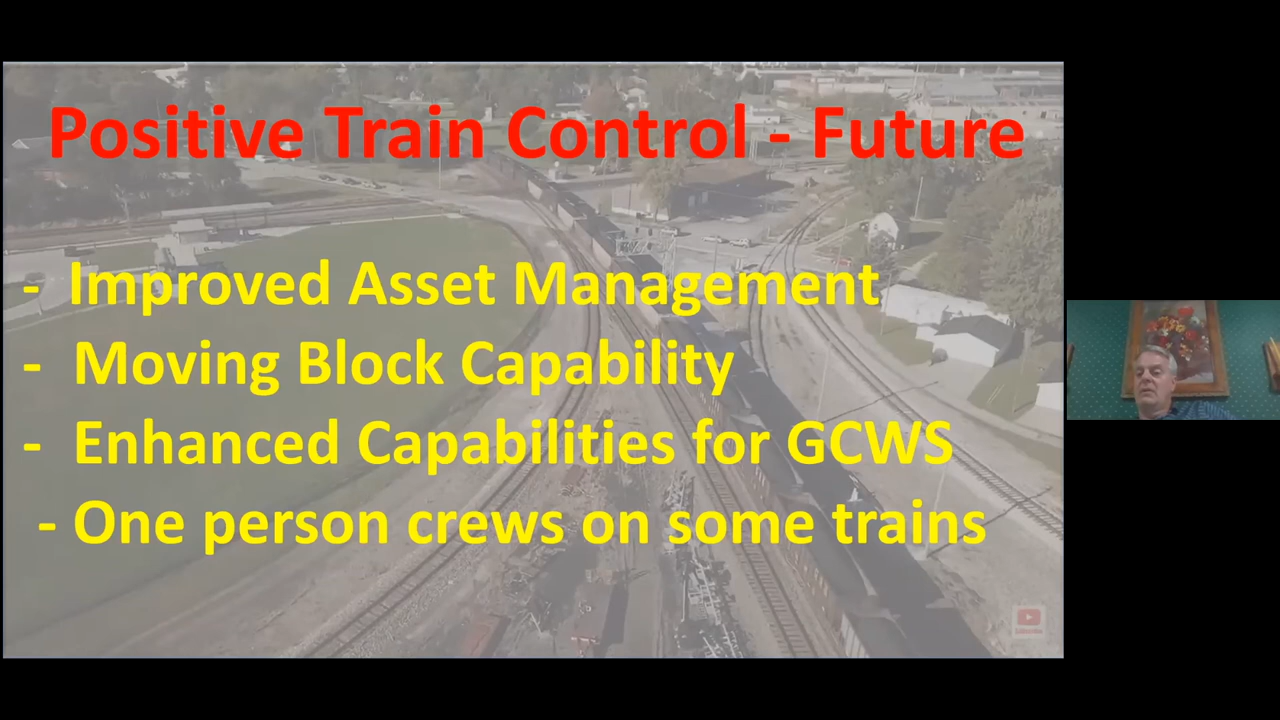 Positive Train Control - Future
- Improved Asset Management
- Moving Block Capability
- Enhanced Capabilities for GCWS
- One person crews on some trains